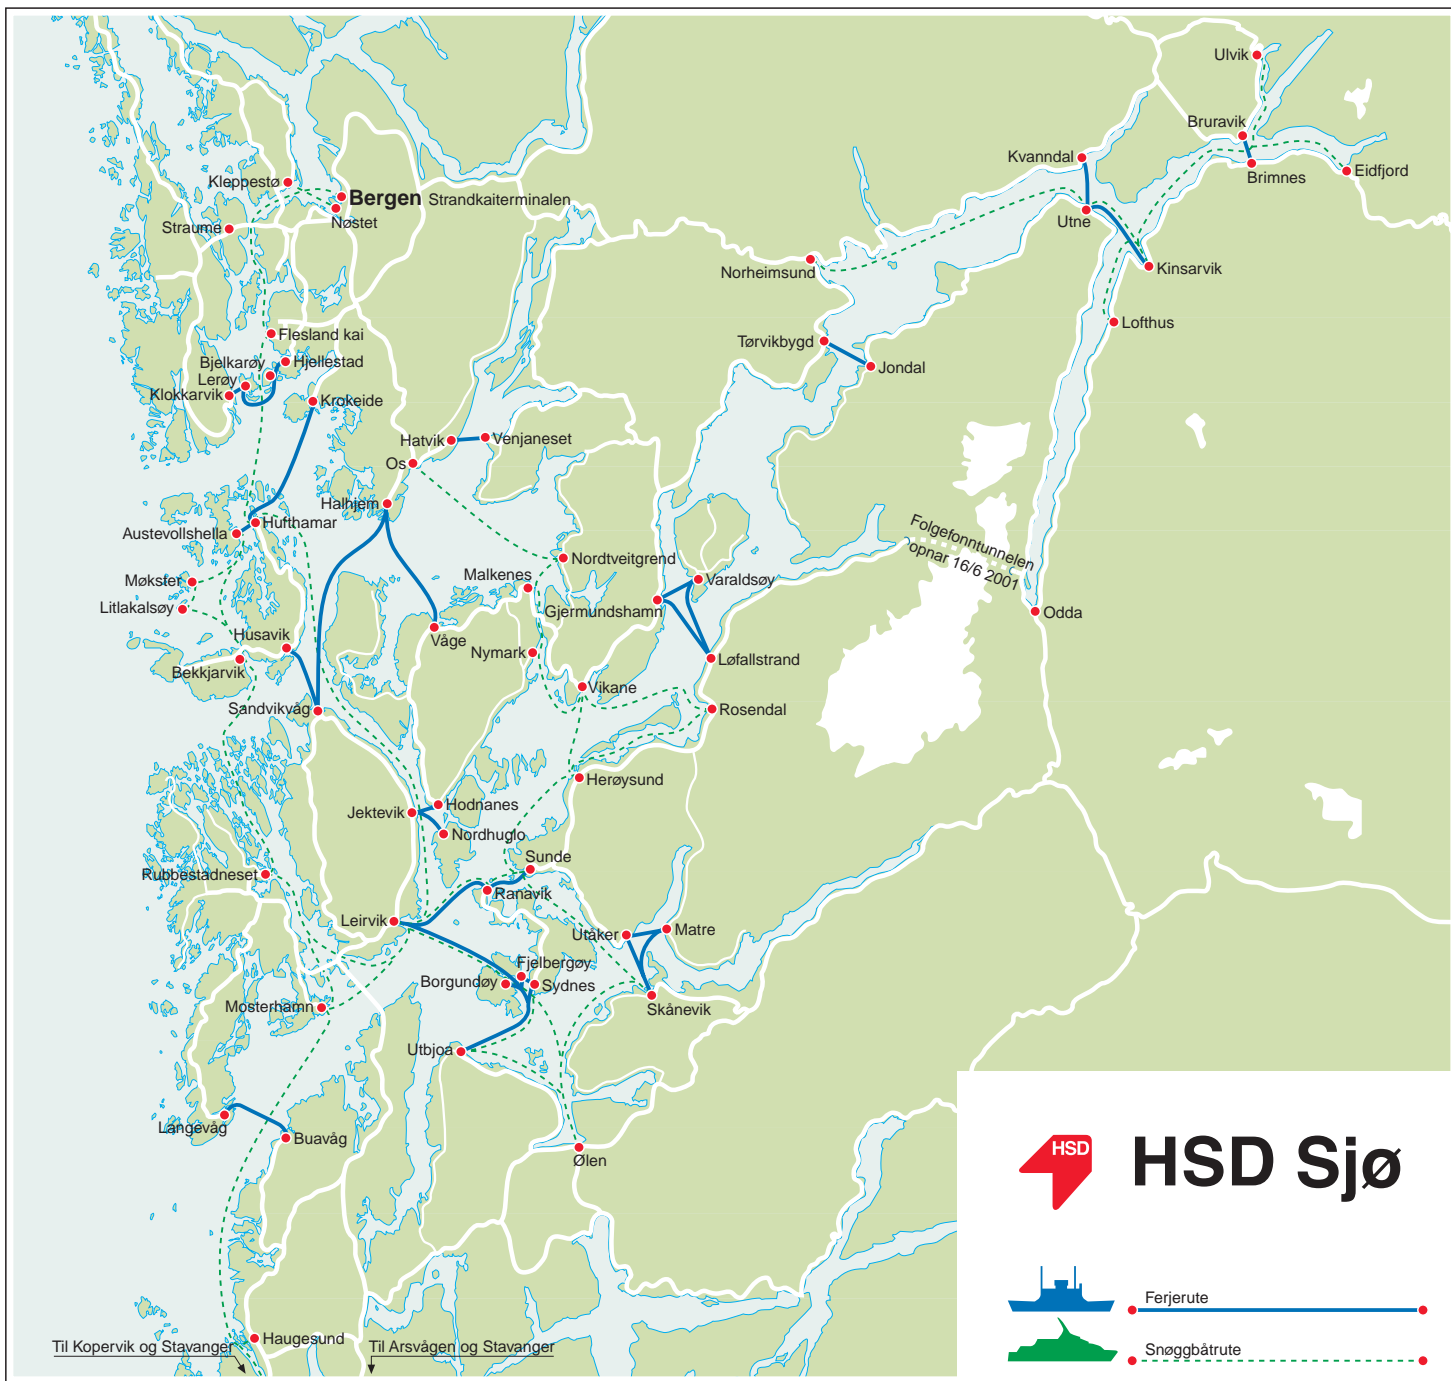 Ulvik
Bruravik
Kvanndal
Brimnes
Eidfjord
Kleppestø
Bergen Strandkaiterminalen
Nøstet
Straume
Utne
Norheimsund
Kinsarvik
Lofthus
Flesland kai
Tørvikbygd
Bjelkarøy
Hjellestad
Lerøy
Jondal
Klokkarvik
Krokeide
Hatvik
Venjaneset
Os
Halhjem
Hufthamar
Austevollshella
Folgefonntunnelen
opnar 16/6 2001
Nordtveitgrend
Møkster
Malkenes
Varaldsøy
Litlakalsøy
Gjermundshamn
Odda
Husavik
Våge
Nymark
Løfallstrand
Bekkjarvik
Vikane
Sandvikvåg
Rosendal
Herøysund
Jektevik
Hodnanes
Nordhuglo
Sunde
Rubbestadneset
Ranavik
Leirvik
Utåker
Matre
Fjelbergøy
Borgundøy
Sydnes
Mosterhamn
Skånevik
Utbjoa
Langevåg
Buavåg
Ølen
HSD
HSD Sjø
Ferjerute
Haugesund
Til Kopervik og Stavanger
Til Arsvågen og Stavanger
Snøggbåtrute